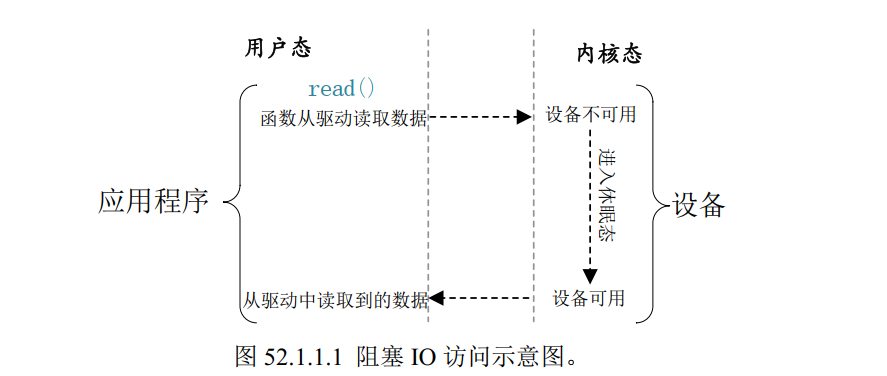 用户态
内核态
read()
函数从驱动读取数据
设备不可用
进入休眠态
应用程序
设备
从驱动中读取到的数据
设备可用
图 52.1.1.1 阻塞 IO 访问示意图。